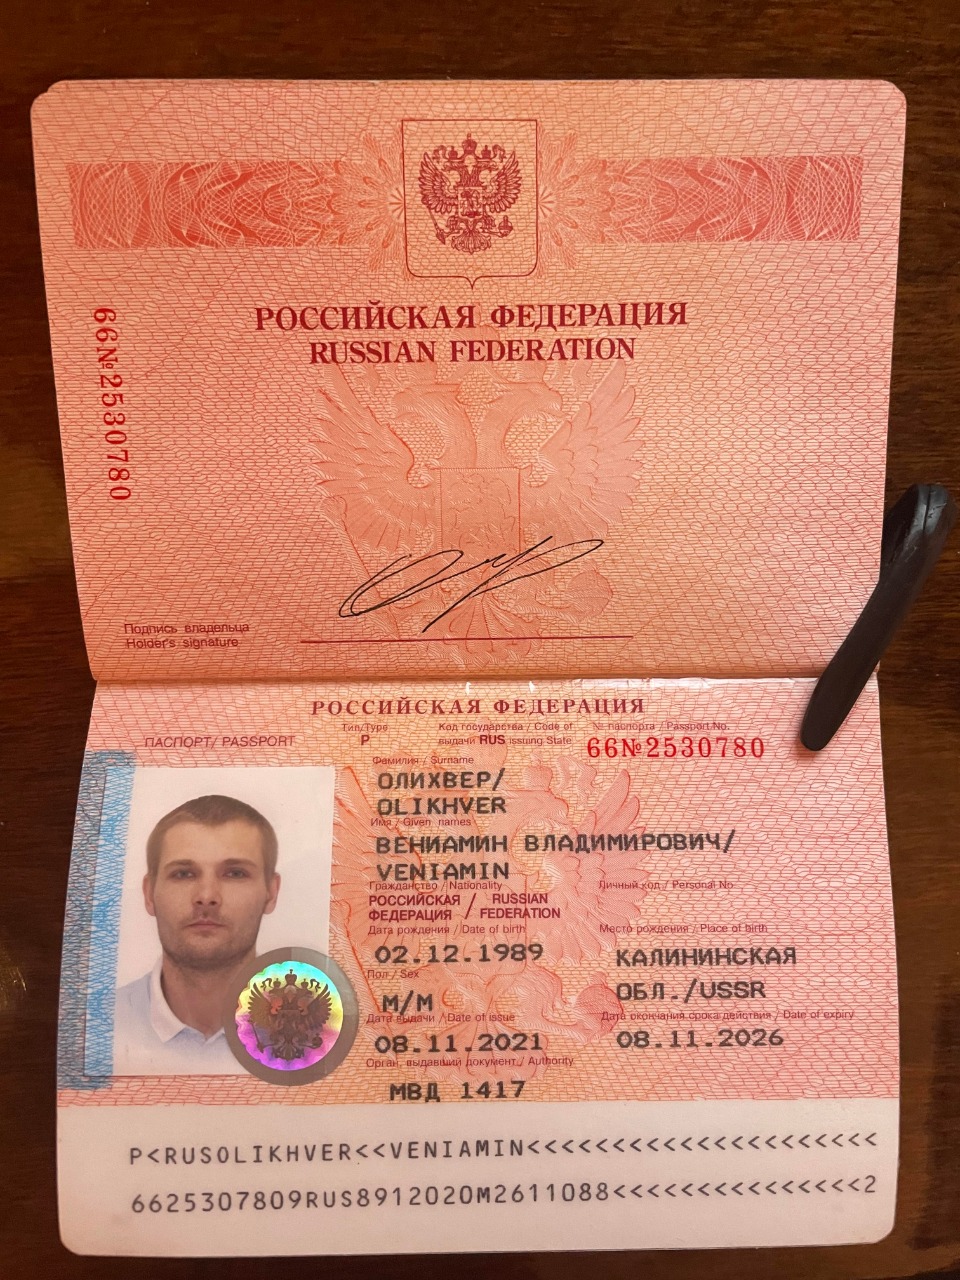 РОССИЙСКАЯ ФЕДЕРАЦИЯ
RUSSIAN FEDERATION
66№2530780
Подпись владельца
Holder's signature
РОССИЙСКАЯ ФЕДЕРАЦИЯ
ПАСПОРТ/ PASSPORT
Тип/Type
P
Код государства / Code of
выдачи RUS issuing State
№ паспорта / Passport No.
66№2530780
Фамилия / Surname
ОЛИХВЕР/
OLIKHVER
Имя / Given names
ВЕНИАМИН ВЛАДИМИРОВИЧ/
VENIAMIN
Гражданство / Nationality
РОССИЙСКАЯ / RUSSIAN
ФЕДЕРАЦИЯ / FEDERATION
Личный код / Personal No.
Дата рождения / Date of birth
02.12.1989
Место рождения / Place of birth
КАЛИНИНСКАЯ
ОБЛ./USSR
Пол / Sex
М/M
Дата выдачи / Date of issue
08.11.2021
Дата окончания срока действия / Date of expiry
08.11.2026
Орган, выдавший документ / Authority
МВД 1417
P<RUSOLIKHVER<<VENIAMIN<<<<<<<<<<<<<<<<<<<<<
6625307809RUS8912020M2611088<<<<<<<<<<<<<<<2